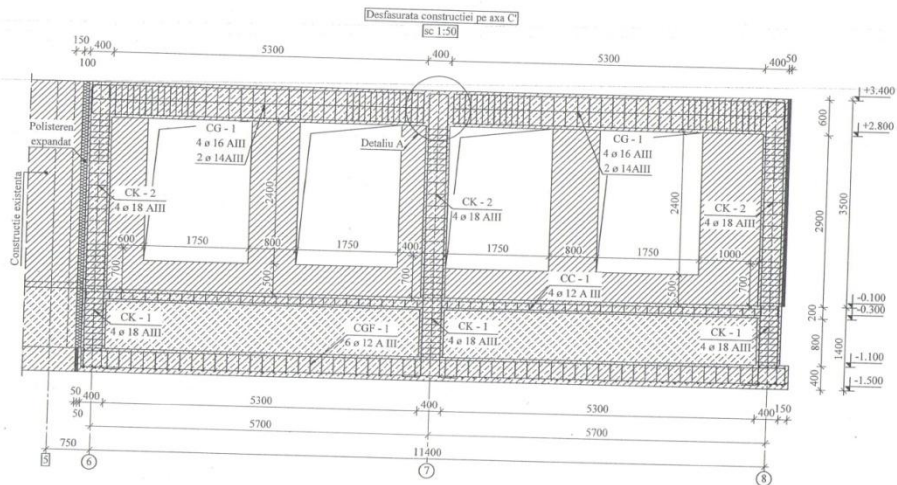 Desfasurata constructiei pe axa C'
sc 1:50
150 400 5300 400 5300 400 50
100
+3.400
600
+2.800
Polisteren
expandat
Constructie existenta
CG - 1
4 ø 16 AIII
2 ø 14AIII
Detaliu A
CG - 1
4 ø 16 AIII
2 ø 14AIII
2400
2400
CK - 2
4 ø 18 AIII
CK - 2
4 ø 18 AIII
CK - 2
4 ø 18 AIII
2900
3500
600 1750 800 1750 400 1750 800 1750 1000
700 500 700 500 700
CC - 1
4 ø 12 A III
-0.100
200
-0.300
CK - 1
4 ø 18 AIII
CGF - 1
6 ø 12 A III
CK - 1
4 ø 18 AIII
CK - 1
4 ø 18 AIII
800
1400
-1.100
400
-1.500
50 400 5300 400 5300 400 150
50
5700 5700
750 11400
5 6 7 8